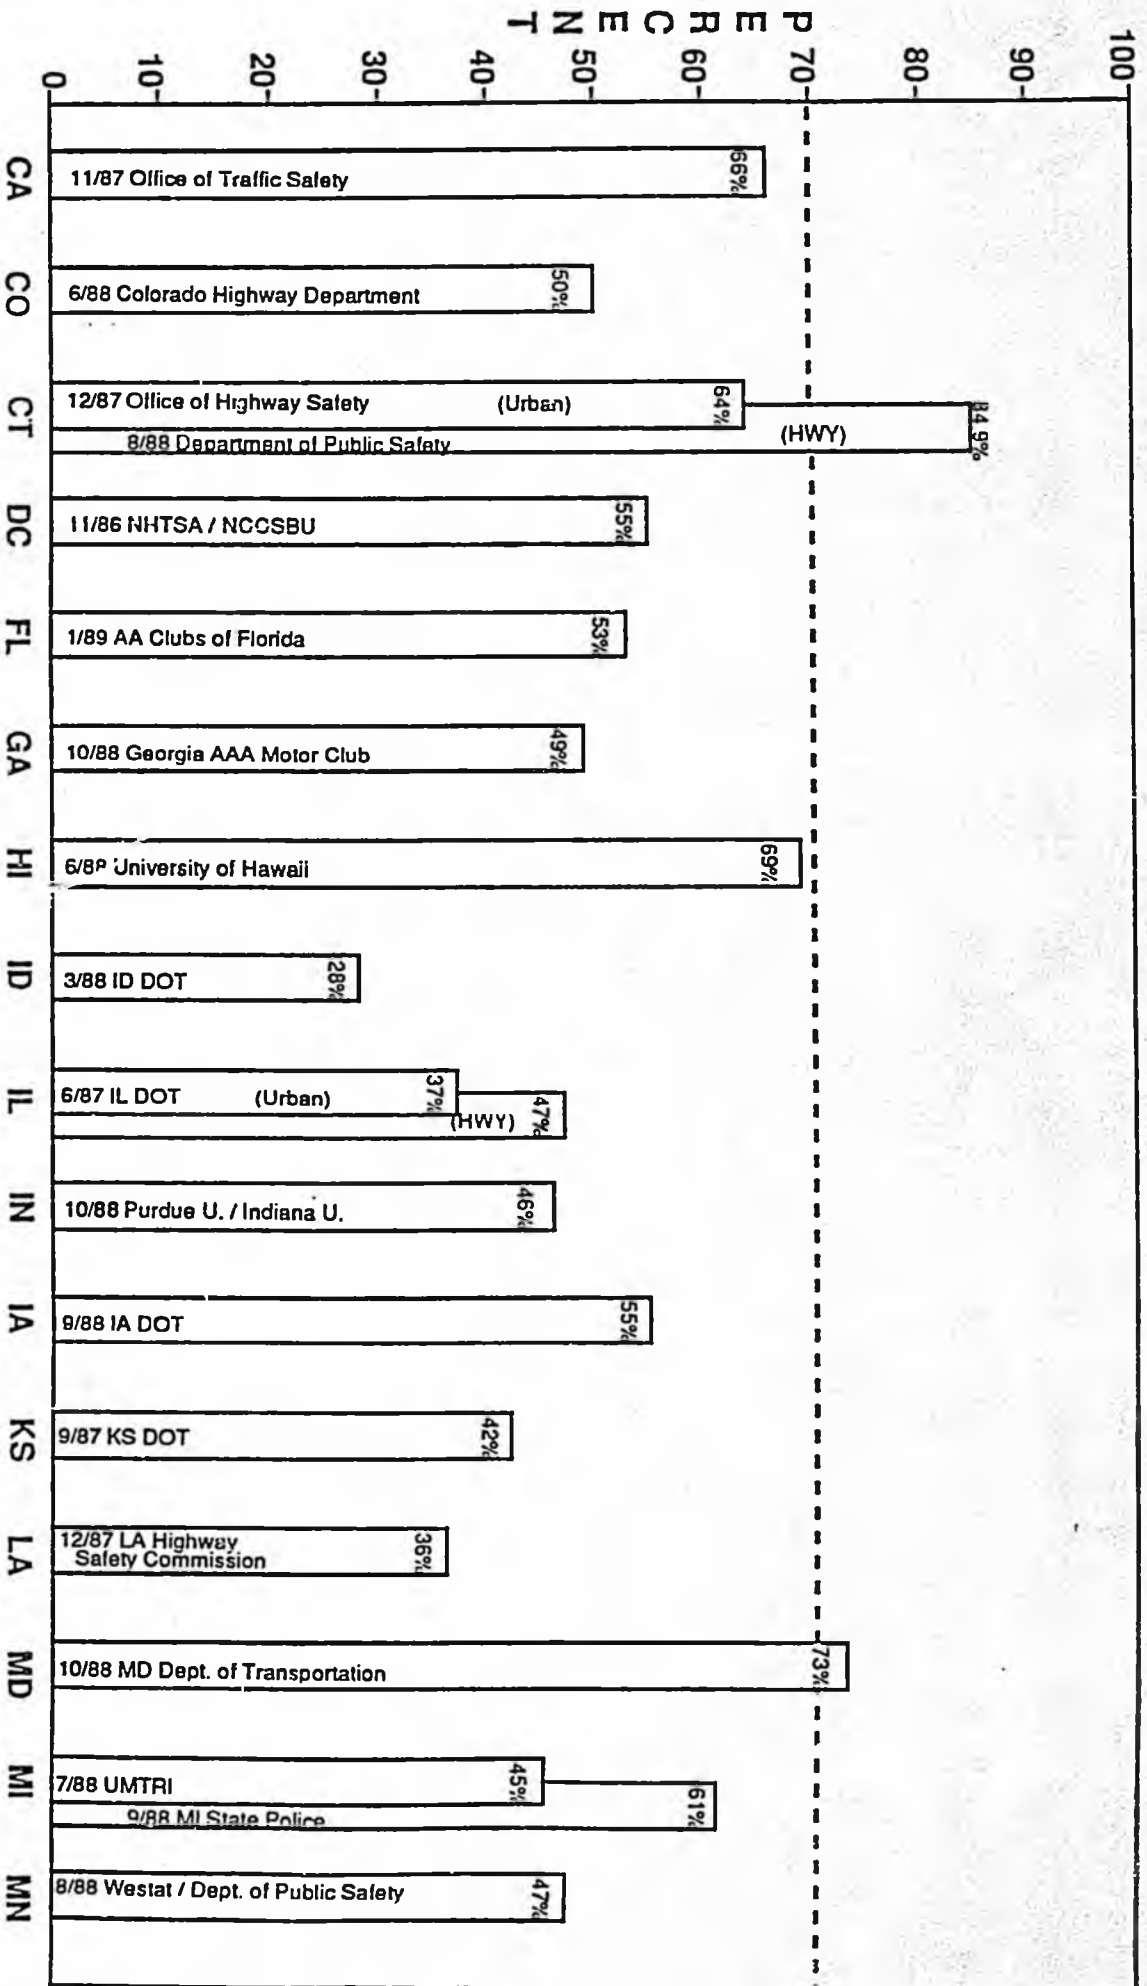 PERCENT
100
90
80
70
60
50
40
30
20
10
0
11/87 Office of Traffic Safety
66%
6/88 Colorado Highway Department
50%
12/87 Office of Highway Safety (Urban)
64%
8/88 Department of Public Safety
(HWY)
84.9%
11/86 NHTSA / NCCSBU
55%
1/89 AA Clubs of Florida
53%
10/88 Georgia AAA Motor Club
49%
6/88 University of Hawaii
69%
3/88 ID DOT
28%
6/87 IL DOT (Urban)
37%
(HWY)
47%
10/88 Purdue U. / Indiana U.
46%
9/88 IA DOT
55%
9/87 KS DOT
42%
12/87 LA Highway
Safety Commission
36%
10/88 MD Dept. of Transportation
73%
7/88 UMTRI
45%
9/88 MI State Police
61%
8/88 Westat / Dept. of Public Safety
47%
CA CO CT DC FL GA HI ID IL IN IA KS LA MD MI MN